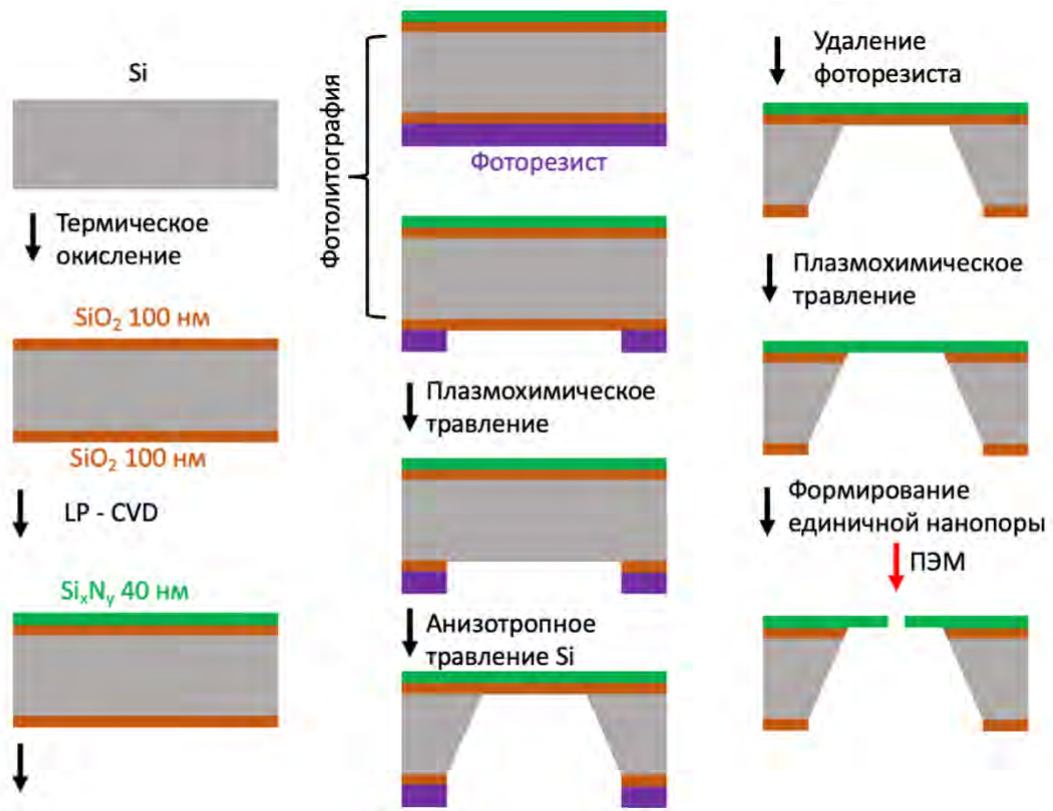 Si
Термическое
окисление
SiO₂ 100 нм
SiO₂ 100 нм
LP - CVD
SiₓNᵧ 40 нм
Фотолитография
Фоторезист
Плазмохимическое
травление
Анизотропное
травление Si
Удаление
фоторезиста
Плазмохимическое
травление
Формирование
единичной нанопоры
ПЭМ